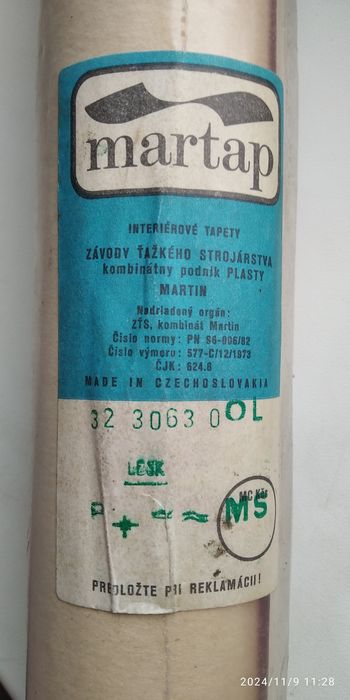 martap
INTERIÉROVÉ TAPETY
ZÁVODY ŤAŽKÉHO STROJÁRSTVA
kombinátny podnik PLASTY
MARTIN
Nadriadený orgán:
ZŤS, kombinát Martin
Číslo normy: PN 96-006/82
Číslo výmeru: 577-C/12/1973
ČJK: 624.6
MADE IN CZECHOSLOVAKIA
32 3063 0 OL
LESK
MS
PREDLOŽTE PRI REKLAMÁCII!
2024/11/9 11:28